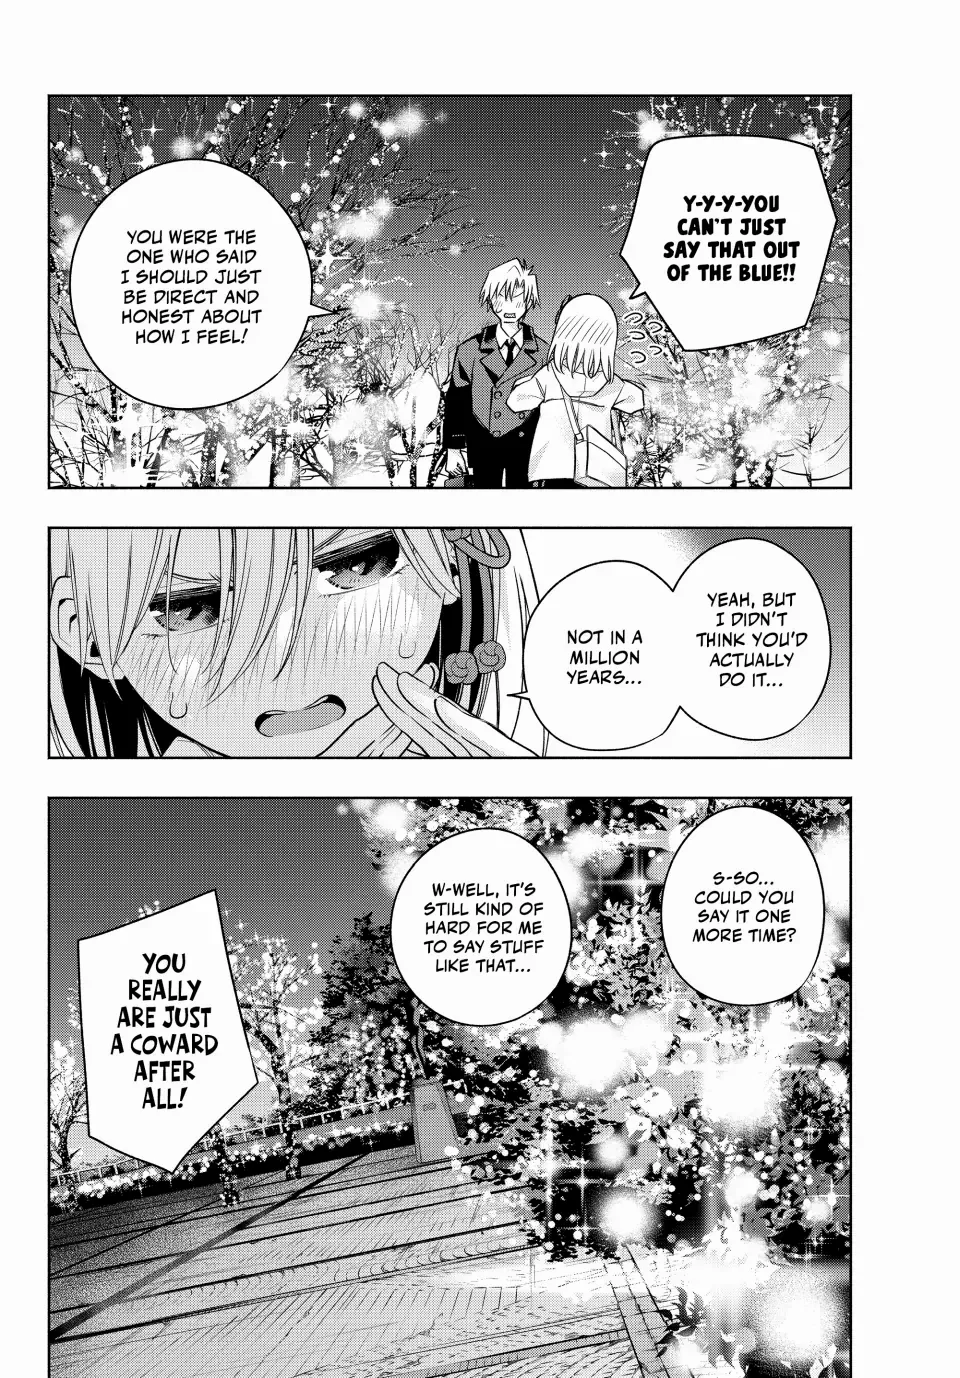 Y-Y-Y-YOU
CAN'T JUST
SAY THAT OUT
OF THE BLUE!!
YOU WERE THE
ONE WHO SAID
I SHOULD JUST
BE DIRECT AND
HONEST ABOUT
HOW I FEEL!
YEAH, BUT
I DIDN'T
THINK YOU'D
ACTUALLY
DO IT...
NOT IN A
MILLION
YEARS...
S-SO...
COULD YOU
SAY IT ONE
MORE TIME?
W-WELL, IT'S
STILL KIND OF
HARD FOR ME
TO SAY STUFF
LIKE THAT...
YOU
REALLY
ARE JUST
A COWARD
AFTER
ALL!